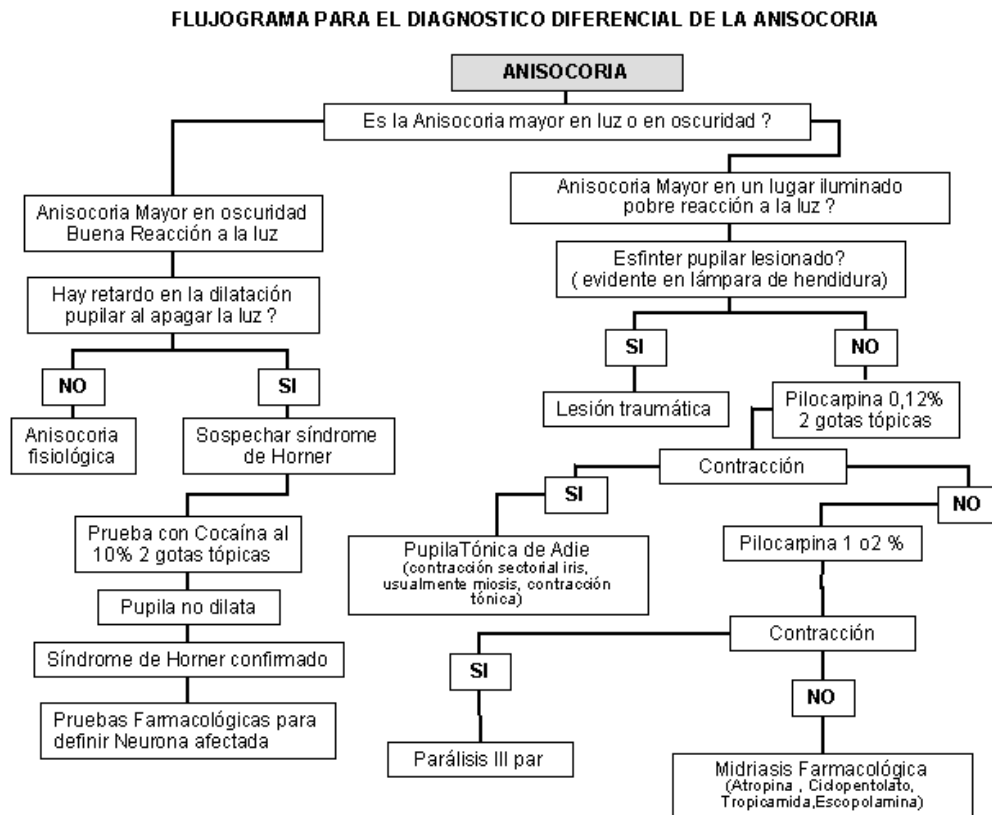 FLUJOGRAMA PARA EL DIAGNOSTICO DIFERENCIAL DE LA ANISOCORIA
ANISOCORIA
Es la Anisocoria mayor en luz o en oscuridad ?
Anisocoria Mayor en oscuridad
Buena Reacción a la luz
Hay retardo en la dilatación
pupilar al apagar la luz ?
NO
SI
Anisocoria
fisiológica
Sospechar síndrome
de Horner
Prueba con Cocaína al
10% 2 gotas tópicas
Pupila no dilata
Síndrome de Horner confirmado
Pruebas Farmacológicas para
definir Neurona afectada
Anisocoria Mayor en un lugar iluminado
pobre reacción a la luz ?
Esfinter pupilar lesionado?
( evidente en lámpara de hendidura)
SI
NO
Lesión traumática
Pilocarpina 0,12%
2 gotas tópicas
Contracción
SI
NO
PupilaTónica de Adie
(contracción sectorial iris,
usualmente miosis, contracción
tónica)
Pilocarpina 1 o2 %
Contracción
SI
NO
Parálisis III par
Midriasis Farmacológica
(Atropina , Ciclopentolato,
Tropicamida,Escopolamina)